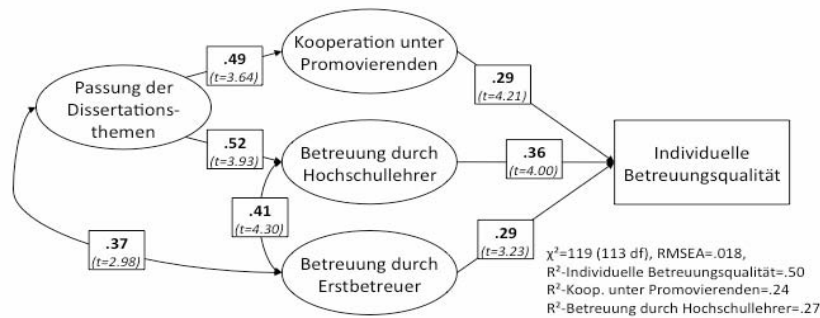 Passung der
Dissertations-
themen
.49
(t=3.64)
Kooperation unter
Promovierenden
.29
(t=4.21)
.52
(t=3.93)
Betreuung durch
Hochschullehrer
.36
(t=4.00)
Individuelle
Betreuungsqualität
.41
(t=4.30)
.37
(t=2.98)
Betreuung durch
Erstbetreuer
.29
(t=3.23)
χ²=119 (113 df), RMSEA=.018,
R²-Individuelle Betreuungsqualität=.50
R²-Koop. unter Promovierenden=.24
R²-Betreuung durch Hochschullehrer=.27